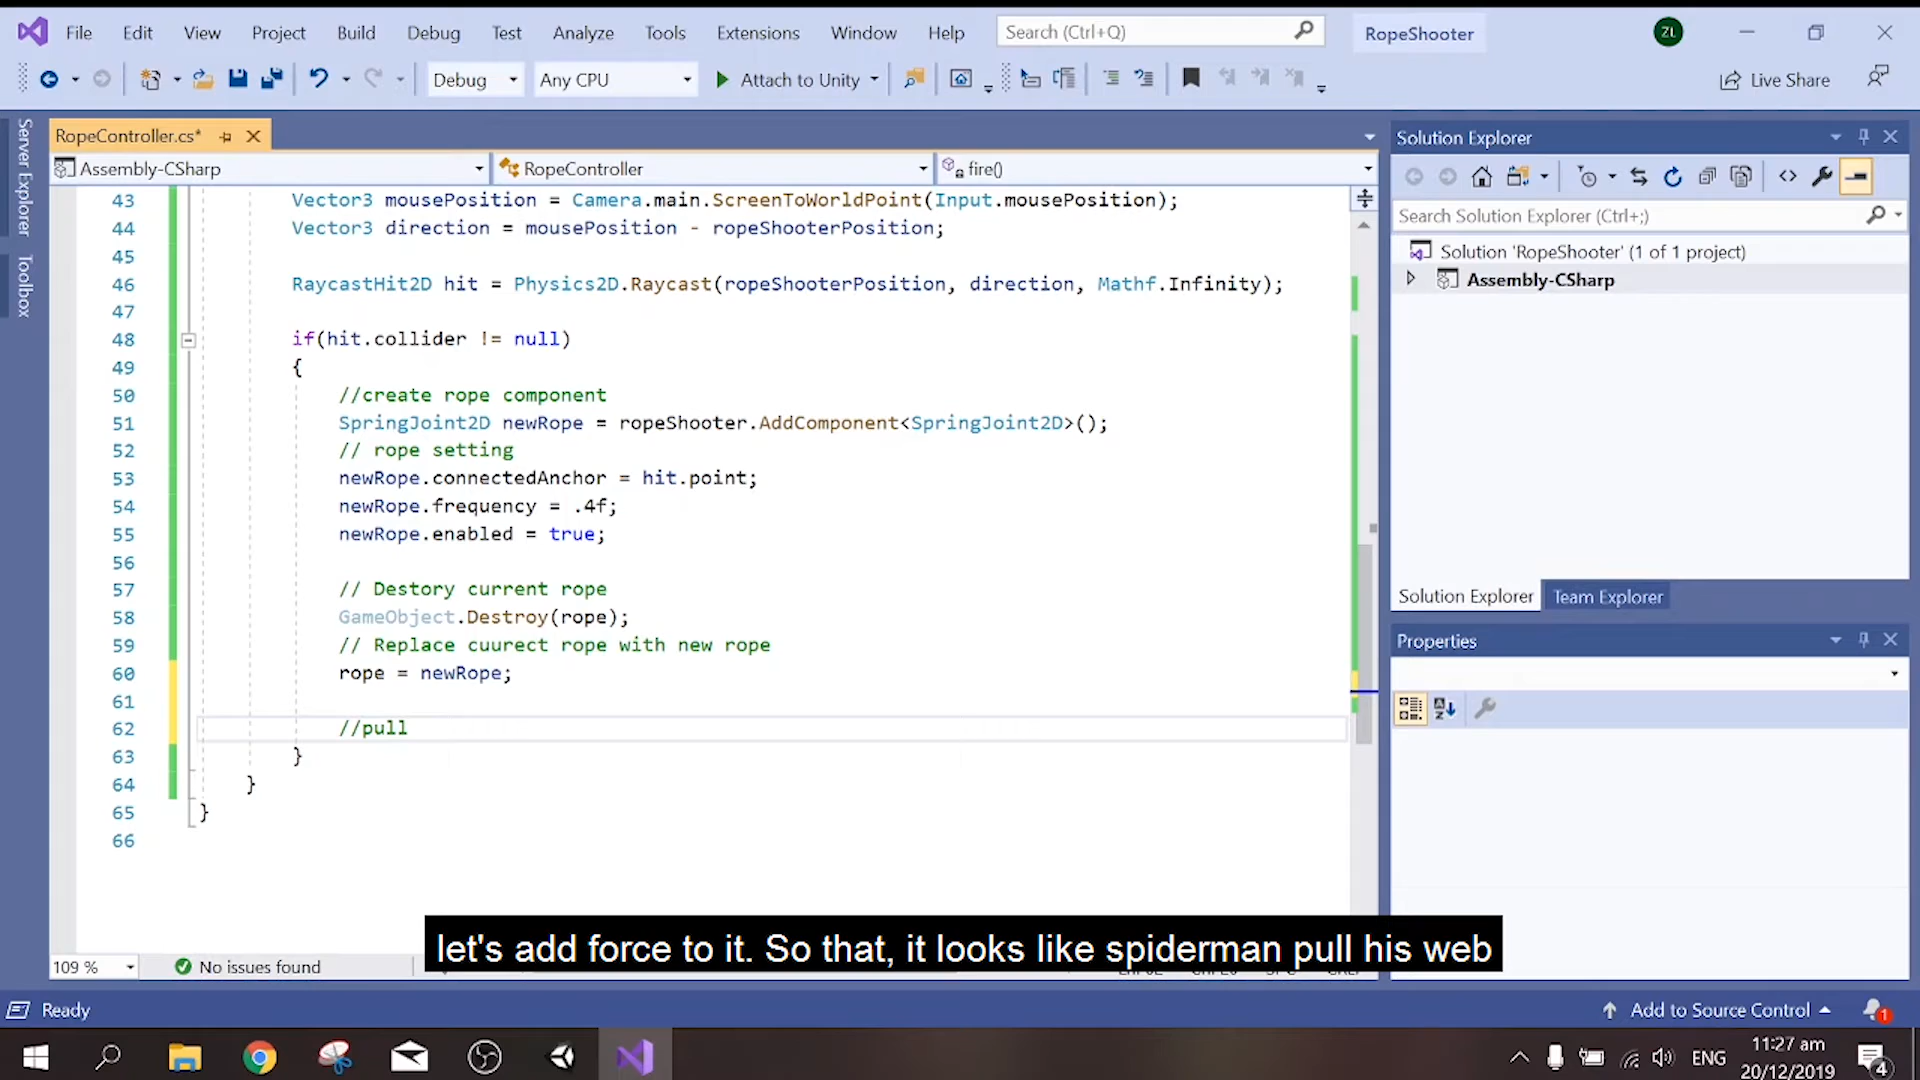 File Edit View Project Build Debug Test Analyze Tools Extensions Window Help Search (Ctrl+Q) RopeShooter ZL
Debug Any CPU Attach to Unity Live Share
Server Explorer
Toolbox
RopeController.cs*
Assembly-CSharp RopeController fire()
43 Vector3 mousePosition = Camera.main.ScreenToWorldPoint(Input.mousePosition);
44 Vector3 direction = mousePosition - ropeShooterPosition;
45
46 RaycastHit2D hit = Physics2D.Raycast(ropeShooterPosition, direction, Mathf.Infinity);
47
48 if(hit.collider != null)
49 {
50 //create rope component
51 SpringJoint2D newRope = ropeShooter.AddComponent<SpringJoint2D>();
52 // rope setting
53 newRope.connectedAnchor = hit.point;
54 newRope.frequency = .4f;
55 newRope.enabled = true;
56
57 // Destory current rope
58 GameObject.Destroy(rope);
59 // Replace cuurect rope with new rope
60 rope = newRope;
61
62 //pull
63 }
64 }
65 }
66
let's add force to it. So that, it looks like spiderman pull his web
109 % No issues found
Solution Explorer
Search Solution Explorer (Ctrl+;)
Solution 'RopeShooter' (1 of 1 project)
Assembly-CSharp
Solution Explorer Team Explorer
Properties
Ready Add to Source Control 1
ENG 11:27 am
20/12/2019 4